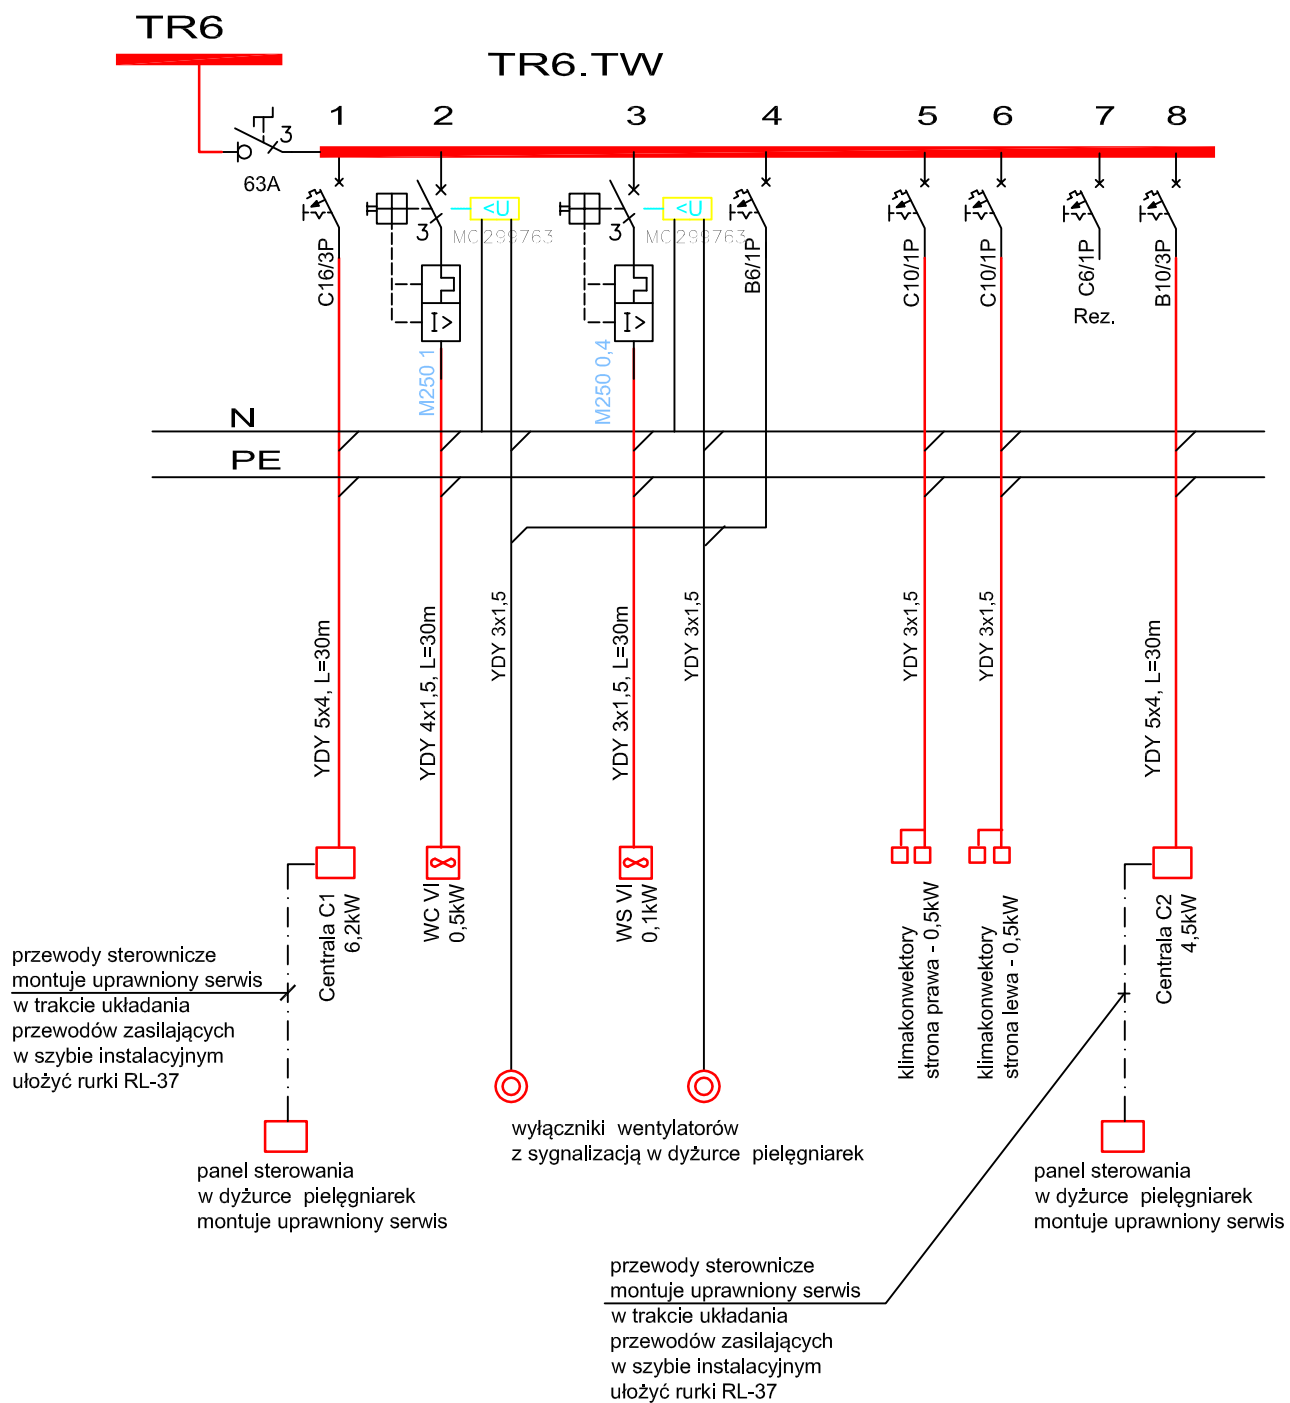 TR6
TR6.TW
1
2
3
4
5
6
7
8
3
63A
C16/3P
3
<U
MC299763
I>
M250 1
3
<U
MC299763
I>
M250 0,4
B6/1P
C10/1P
C10/1P
C6/1P
Rez.
B10/3P
N
PE
YDY 5x4, L=30m
YDY 4x1,5, L=30m
YDY 3x1,5
YDY 3x1,5, L=30m
YDY 3x1,5
YDY 3x1,5
YDY 3x1,5
YDY 5x4, L=30m
Centrala C1
6,2kW
WC VI
0,5kW
WS VI
0,1kW
klimakonwektory
strona prawa - 0,5kW
klimakonwektory
strona lewa - 0,5kW
Centrala C2
4,5kW
przewody sterownicze
montuje uprawniony serwis
w trakcie układania
przewodów zasilających
w szybie instalacyjnym
ułożyć rurki RL-37
wyłączniki wentylatorów
z sygnalizacją w dyżurce pielęgniarek
panel sterowania
w dyżurce pielęgniarek
montuje uprawniony serwis
panel sterowania
w dyżurce pielęgniarek
montuje uprawniony serwis
przewody sterownicze
montuje uprawniony serwis
w trakcie układania
przewodów zasilających
w szybie instalacyjnym
ułożyć rurki RL-37